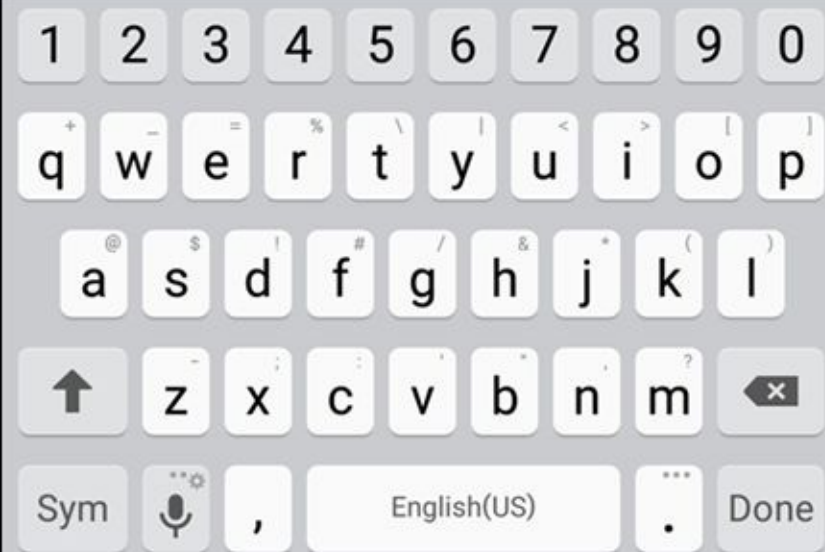 1 2 3 4 5 6 7 8 9 0
+ _ = % \ | < > [ ]
q w e r t y u i o p
@ $ ! # / & * ( )
a s d f g h j k l
- ; : ' " , ?
z x c v b n m
Sym , English(US) . Done